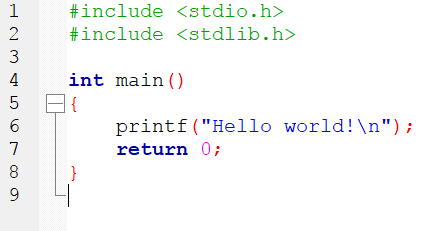 1 #include <stdio.h>
2 #include <stdlib.h>
3
4 int main()
5 {
6 printf("Hello world!\n");
7 return 0;
8 }
9